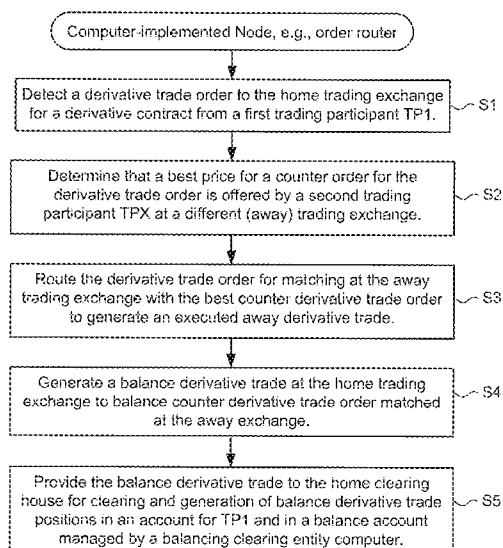 Computer-implemented Node, e.g., order router
Detect a derivative trade order to the home trading exchange
for a derivative contract from a first trading participant TP1.
S1
Determine that a best price for a counter order for the
derivative trade order is offered by a second trading
participant TPX at a different (away) trading exchange.
S2
Route the derivative trade order for matching at the away
trading exchange with the best counter derivative trade order
to generate an executed away derivative trade.
S3
Generate a balance derivative trade at the home trading
exchange to balance counter derivative trade order matched
at the away exchange.
S4
Provide the balance derivative trade to the home clearing
house for clearing and generation of balance derivative trade
positions in an account for TP1 and in a balance account
managed by a balancing clearing entity computer.
S5